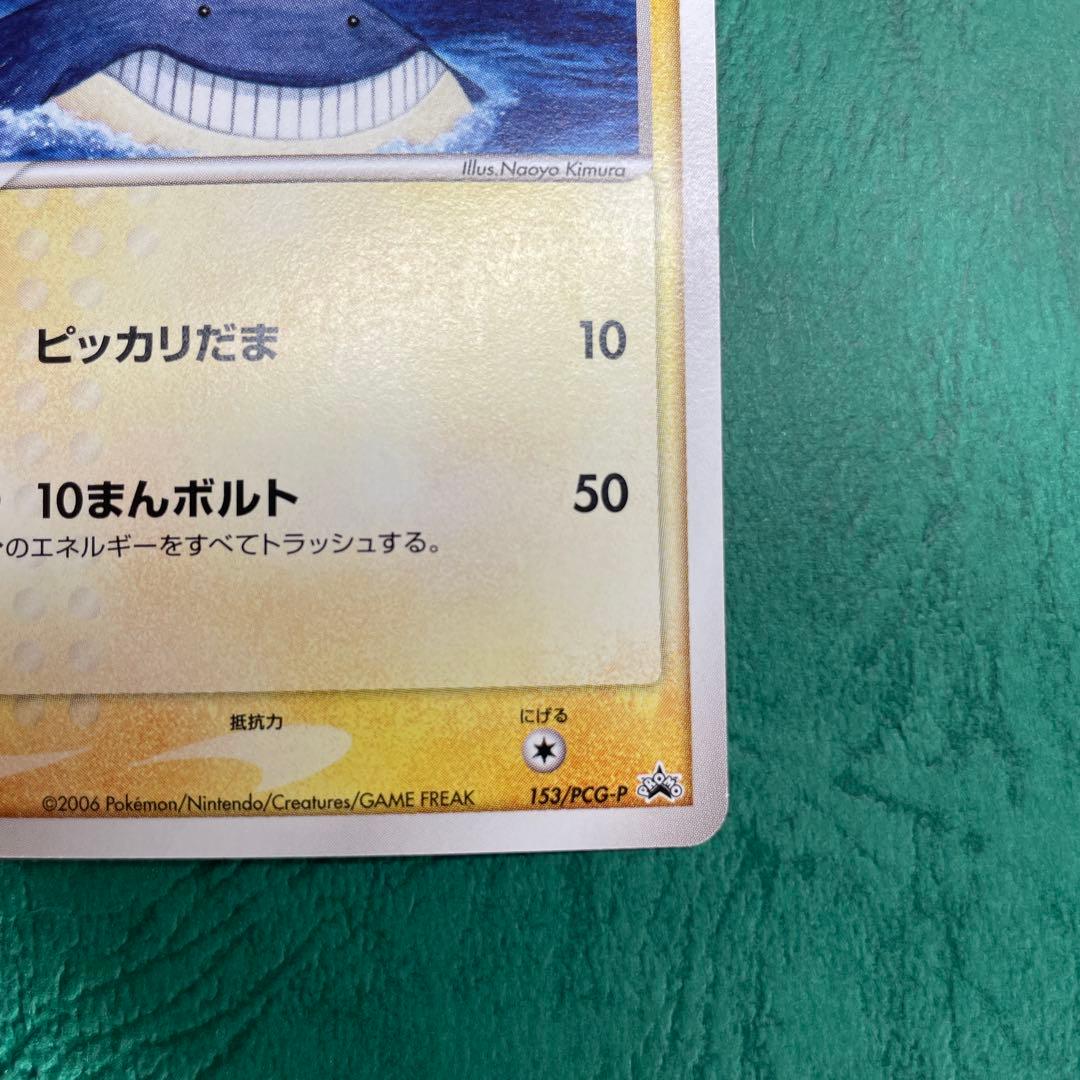 Illus.Naoyo Kimura
ピッカリだま 10
10まんボルト 50
のエネルギーをすべてトラッシュする。
抵抗力
にげる
©2006 Pokémon/Nintendo/Creatures/GAME FREAK
153/PCG-P
PROMO